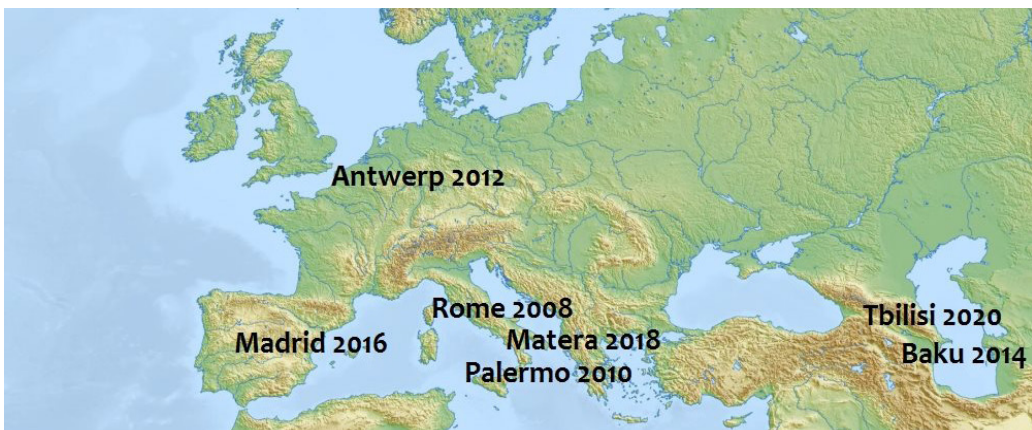 Antwerp 2012
Rome 2008
Tbilisi 2020
Madrid 2016
Matera 2018
Baku 2014
Palermo 2010